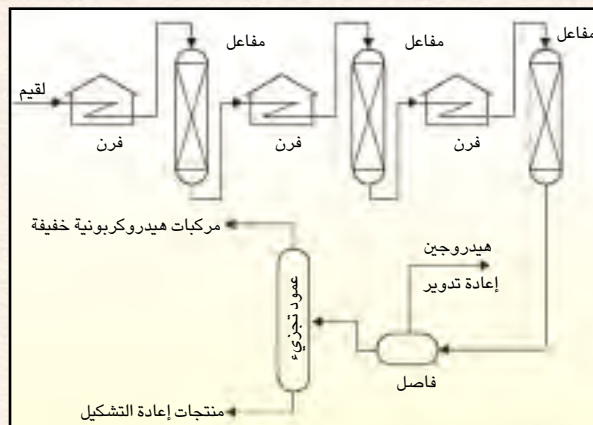 مفاعل
مفاعل
مفاعل
لقيم
فرن
فرن
فرن
مركبات هيدروكربونية خفيفة
هيدروجين
إعادة تدوير
عمود تجزيء
فاصل
منتجات إعادة التشكيل